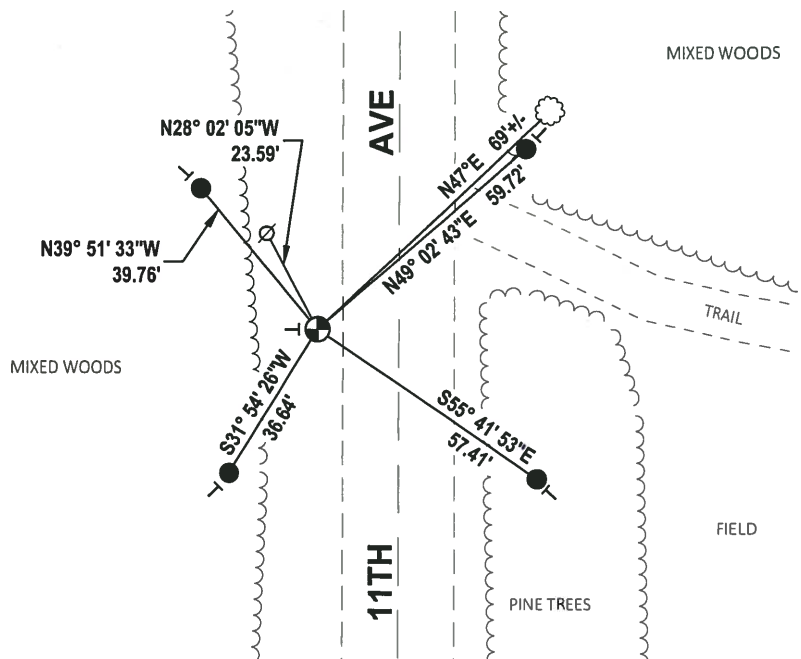 MIXED WOODS
AVE
N28° 02' 05"W
23.59'
N47°E 69'+/-
N49° 02' 43"E 59.72'
N39° 51' 33"W
39.76'
TRAIL
MIXED WOODS
S31° 54' 26"W
36.64'
S55° 41' 53"E
57.41'
FIELD
11TH
PINE TREES